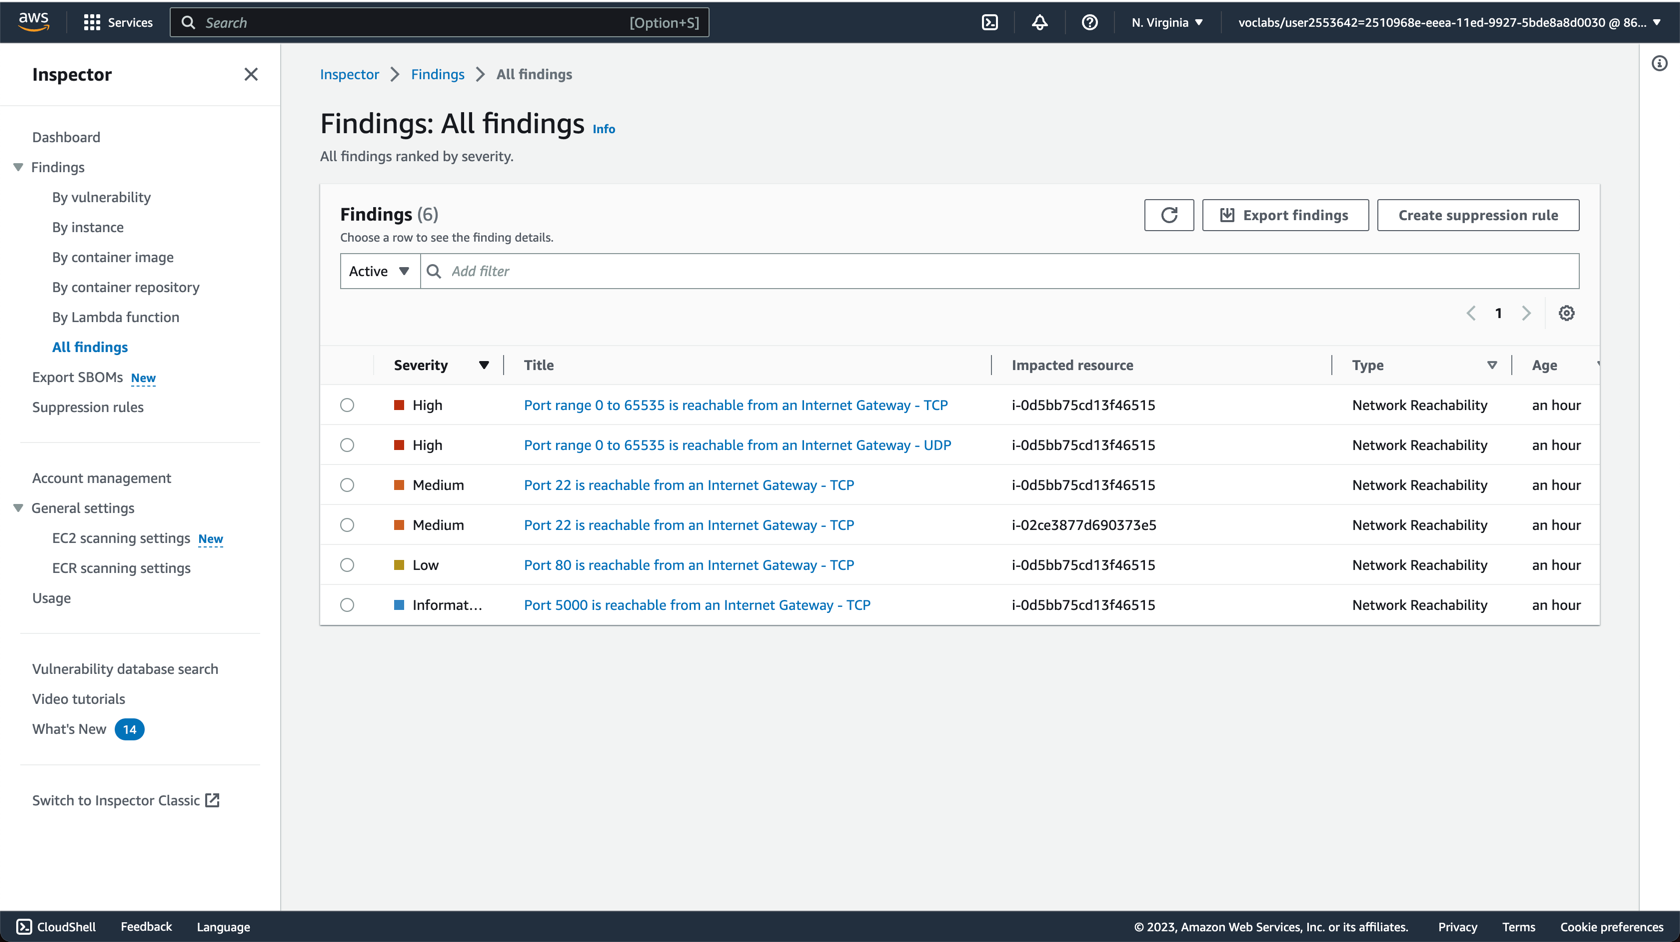 aws
Services
Search [Option+S]
N. Virginia
voclabs/user2553642=2510968e-eeea-11ed-9927-5bde8a8d0030 @ 86...
Inspector
Dashboard
Findings
By vulnerability
By instance
By container image
By container repository
By Lambda function
All findings
Export SBOMs New
Suppression rules
Account management
General settings
EC2 scanning settings New
ECR scanning settings
Usage
Vulnerability database search
Video tutorials
What's New 14
Switch to Inspector Classic
Inspector > Findings > All findings
Findings: All findings Info
All findings ranked by severity.
Findings (6)
Choose a row to see the finding details.
Export findings
Create suppression rule
Active
Add filter
1
Severity Title Impacted resource Type Age
High Port range 0 to 65535 is reachable from an Internet Gateway - TCP i-0d5bb75cd13f46515 Network Reachability an hour
High Port range 0 to 65535 is reachable from an Internet Gateway - UDP i-0d5bb75cd13f46515 Network Reachability an hour
Medium Port 22 is reachable from an Internet Gateway - TCP i-0d5bb75cd13f46515 Network Reachability an hour
Medium Port 22 is reachable from an Internet Gateway - TCP i-02ce3877d690373e5 Network Reachability an hour
Low Port 80 is reachable from an Internet Gateway - TCP i-0d5bb75cd13f46515 Network Reachability an hour
Informat... Port 5000 is reachable from an Internet Gateway - TCP i-0d5bb75cd13f46515 Network Reachability an hour
CloudShell Feedback Language
© 2023, Amazon Web Services, Inc. or its affiliates. Privacy Terms Cookie preferences